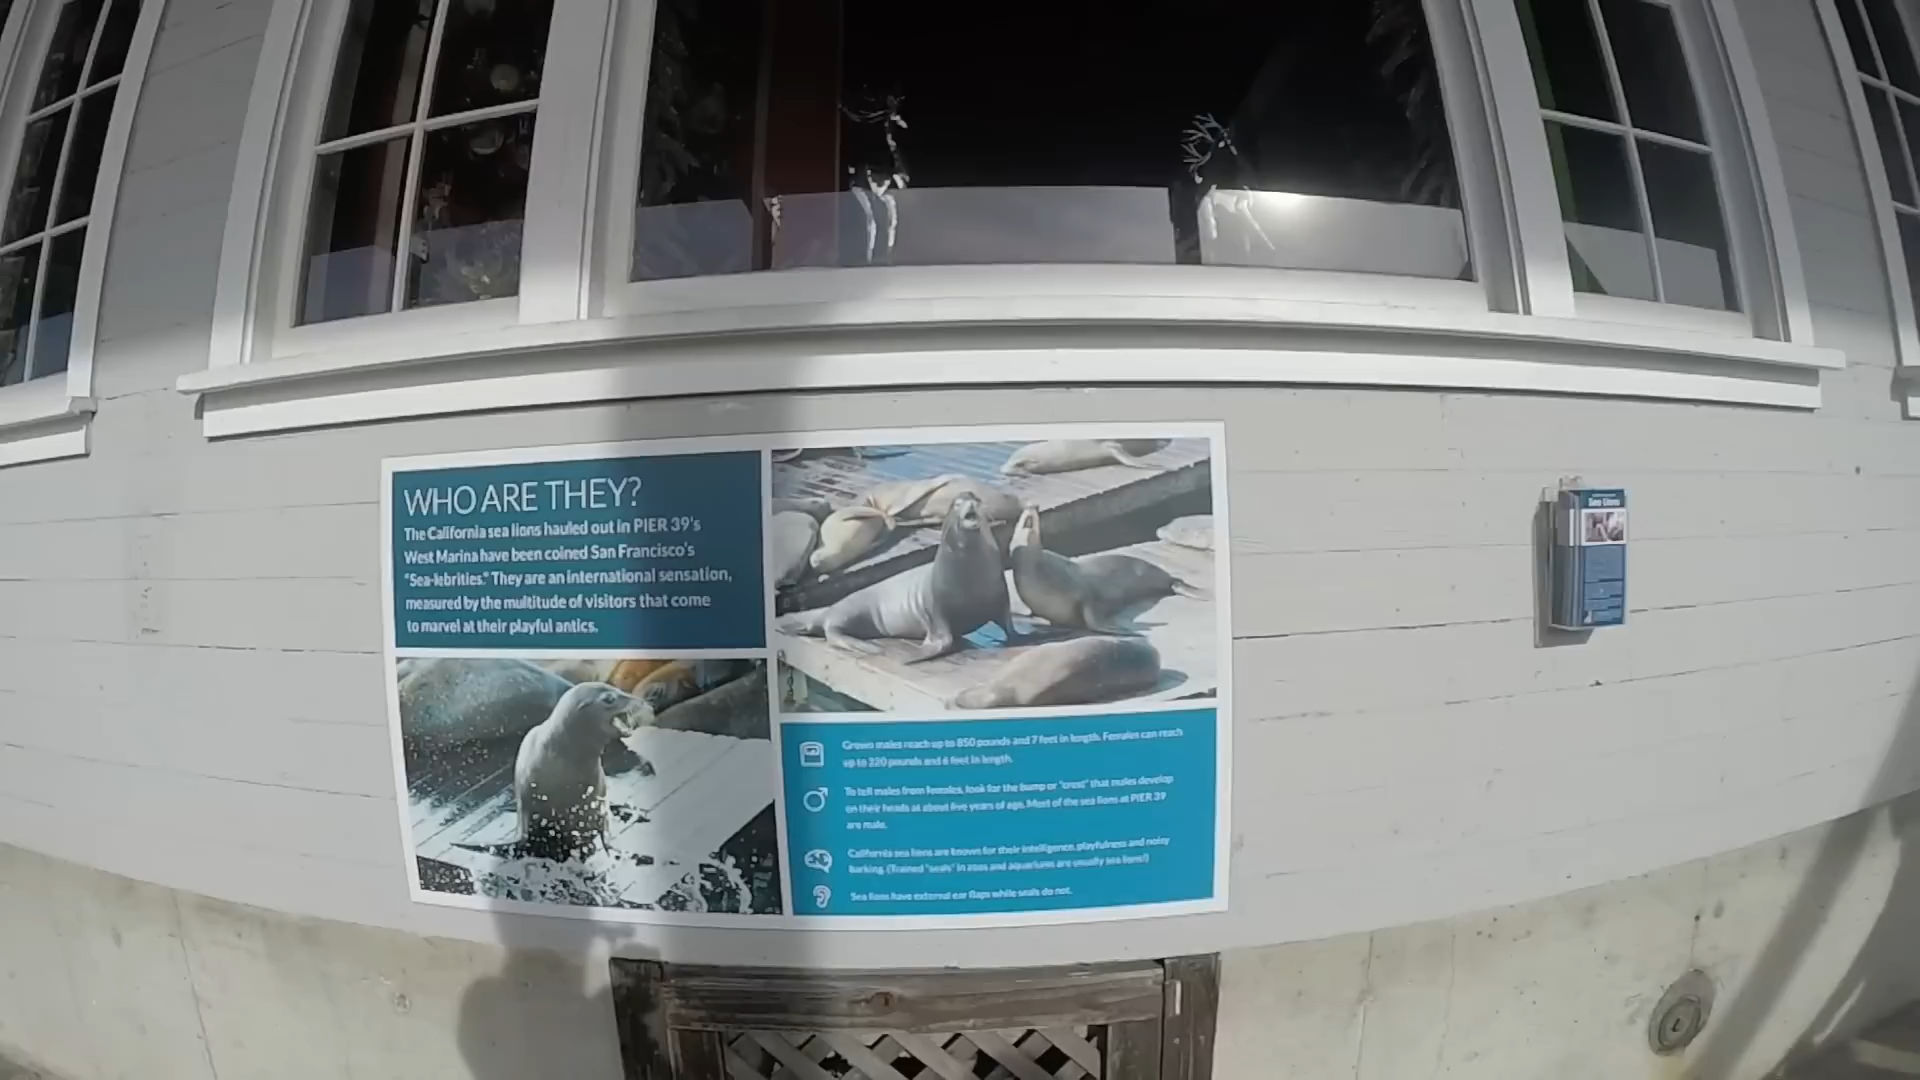 WHO ARE THEY?
The California sea lions hauled out in PIER 39's
West Marina have been coined San Francisco's
"Sea-lebrities." They are an international sensation,
measured by the multitude of visitors that come
to marvel at their playful antics.
Grown males reach up to 850 pounds and 7 feet in length. Females can reach
up to 220 pounds and 6 feet in length.
To tell males from females, look for the bump or "crest" that males develop
on their heads at about five years of age. Most of the sea lions at PIER 39
are male.
California sea lions are known for their intelligence, playfulness and noisy
barking. (Trained "seals" in zoos and aquariums are usually sea lions!)
Sea lions have external ear flaps while seals do not.
Sea Lions